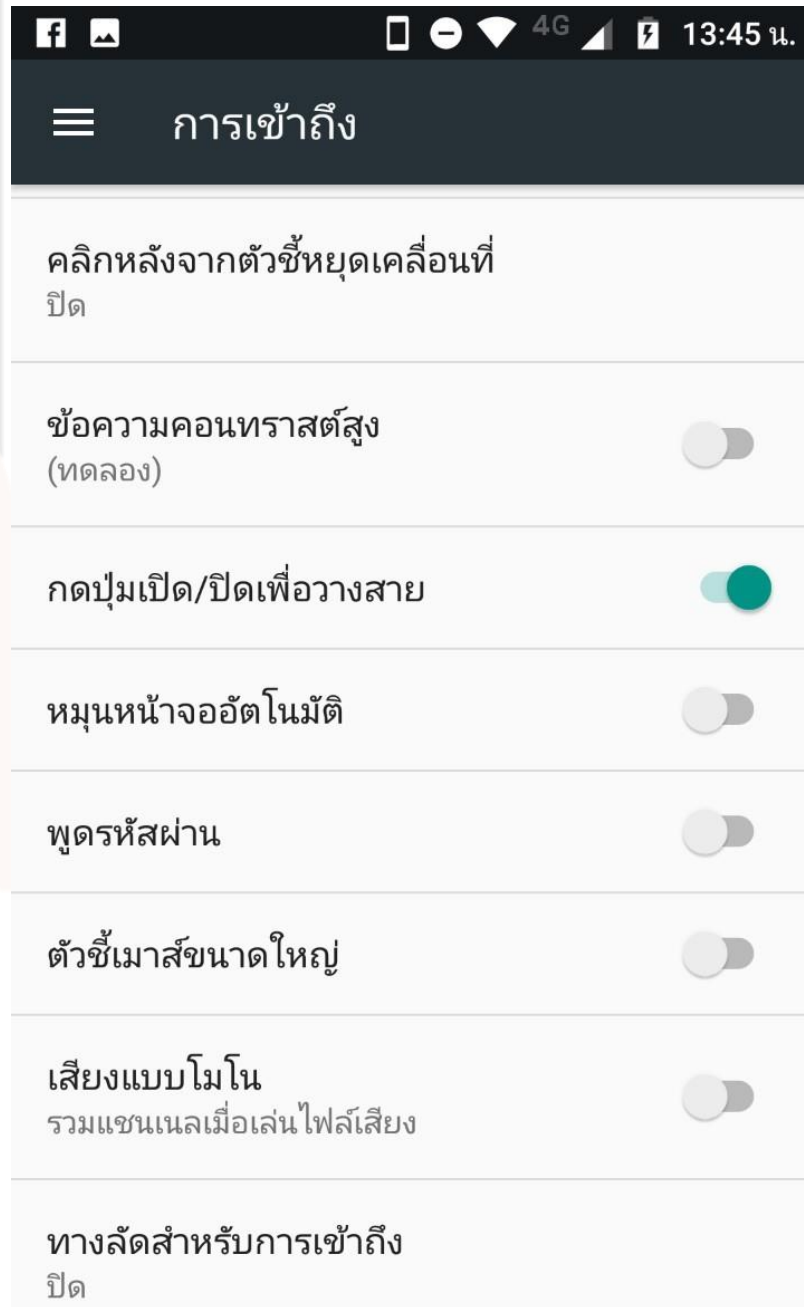 4G 13:45 น.
การเข้าถึง
คลิกหลังจากตัวชี้หยุดเคลื่อนที่
ปิด
ข้อความคอนทราสต์สูง
(ทดลอง)
กดปุ่มเปิด/ปิดเพื่อวางสาย
หมุนหน้าจออัตโนมัติ
พูดรหัสผ่าน
ตัวชี้เมาส์ขนาดใหญ่
เสียงแบบโมโน
รวมแชนเนลเมื่อเล่นไฟล์เสียง
ทางลัดสำหรับการเข้าถึง
ปิด